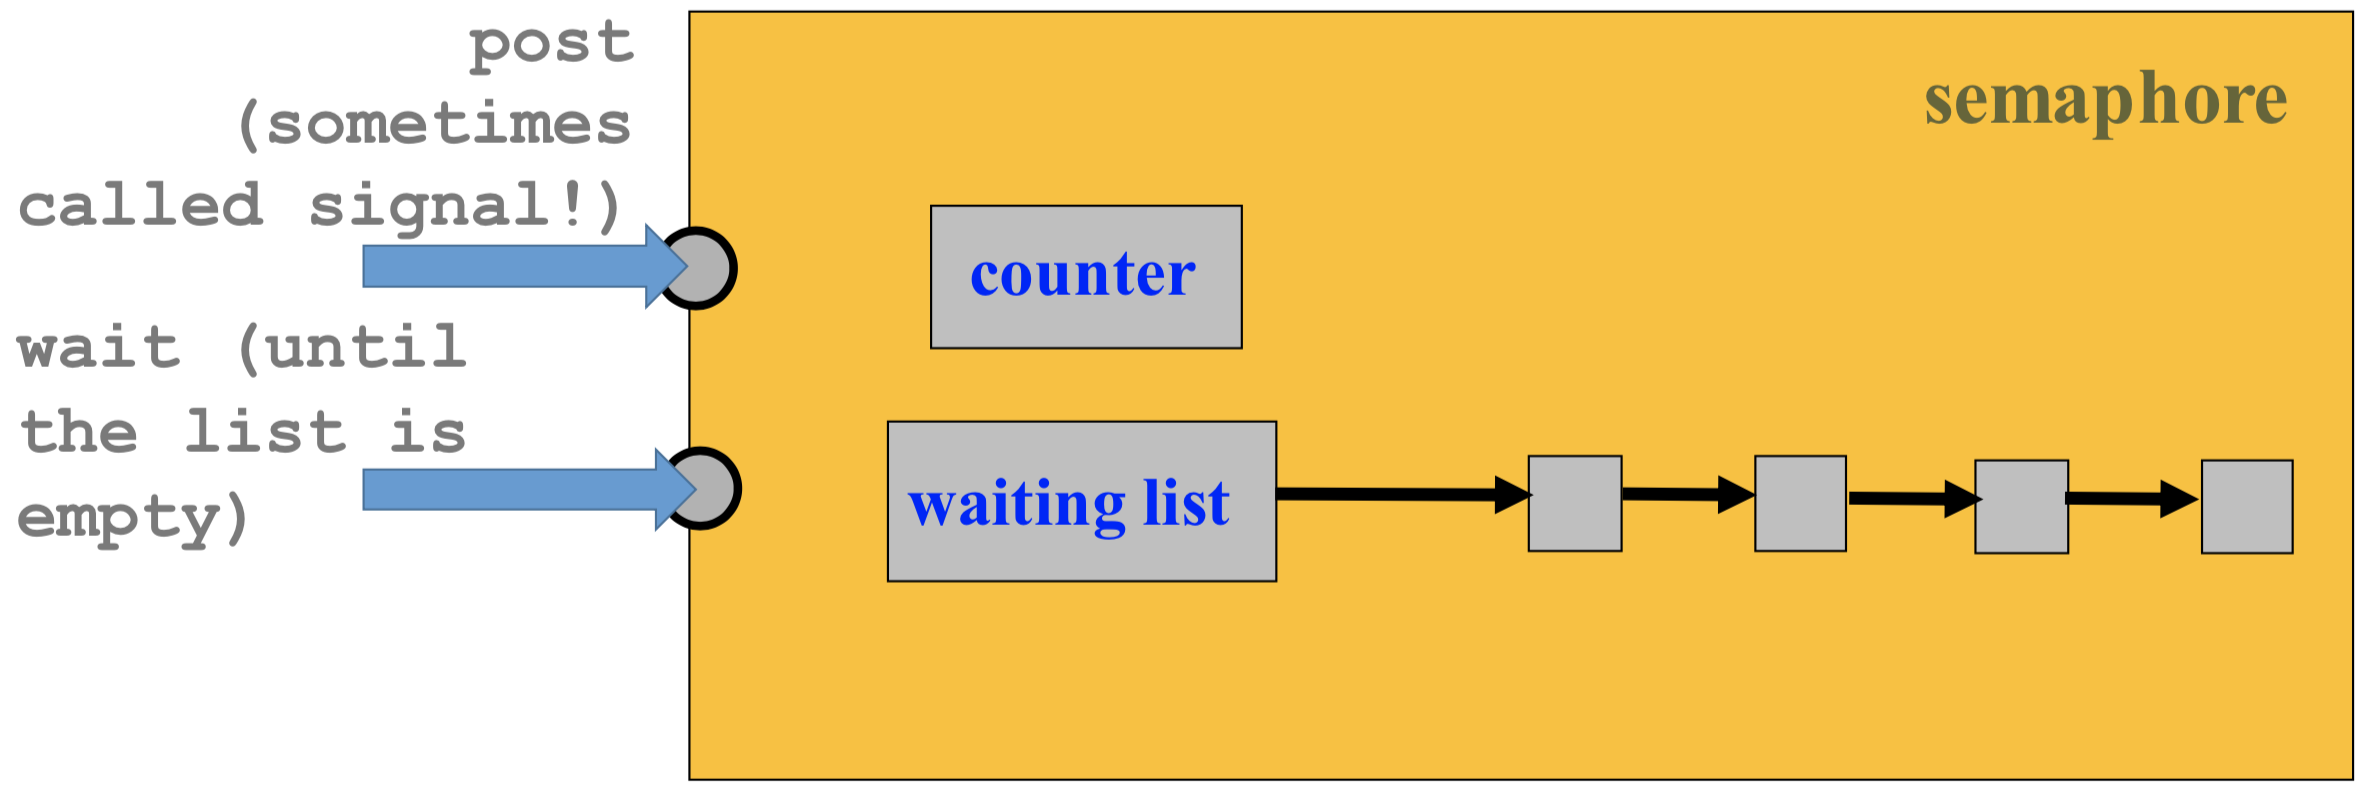 post
(sometimes
called signal!)
wait (until
the list is
empty)
semaphore
counter
waiting list